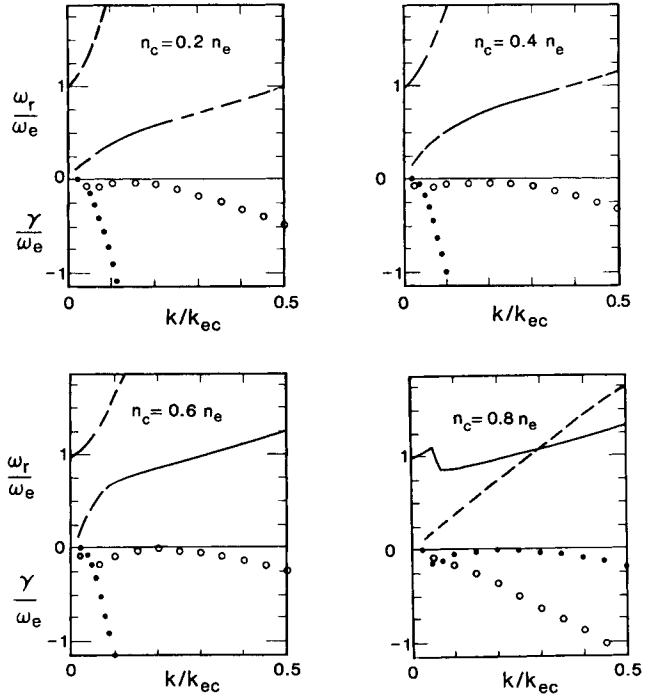 n_c = 0.2 n_e
n_c = 0.4 n_e
1
ω_r/ω_e
0
γ/ω_e
-1
0
0.5
k/k_ec
1
0
-1
0
0.5
k/k_ec
n_c = 0.6 n_e
n_c = 0.8 n_e
1
ω_r/ω_e
0
γ/ω_e
-1
0
0.5
k/k_ec
1
0
-1
0
0.5
k/k_ec